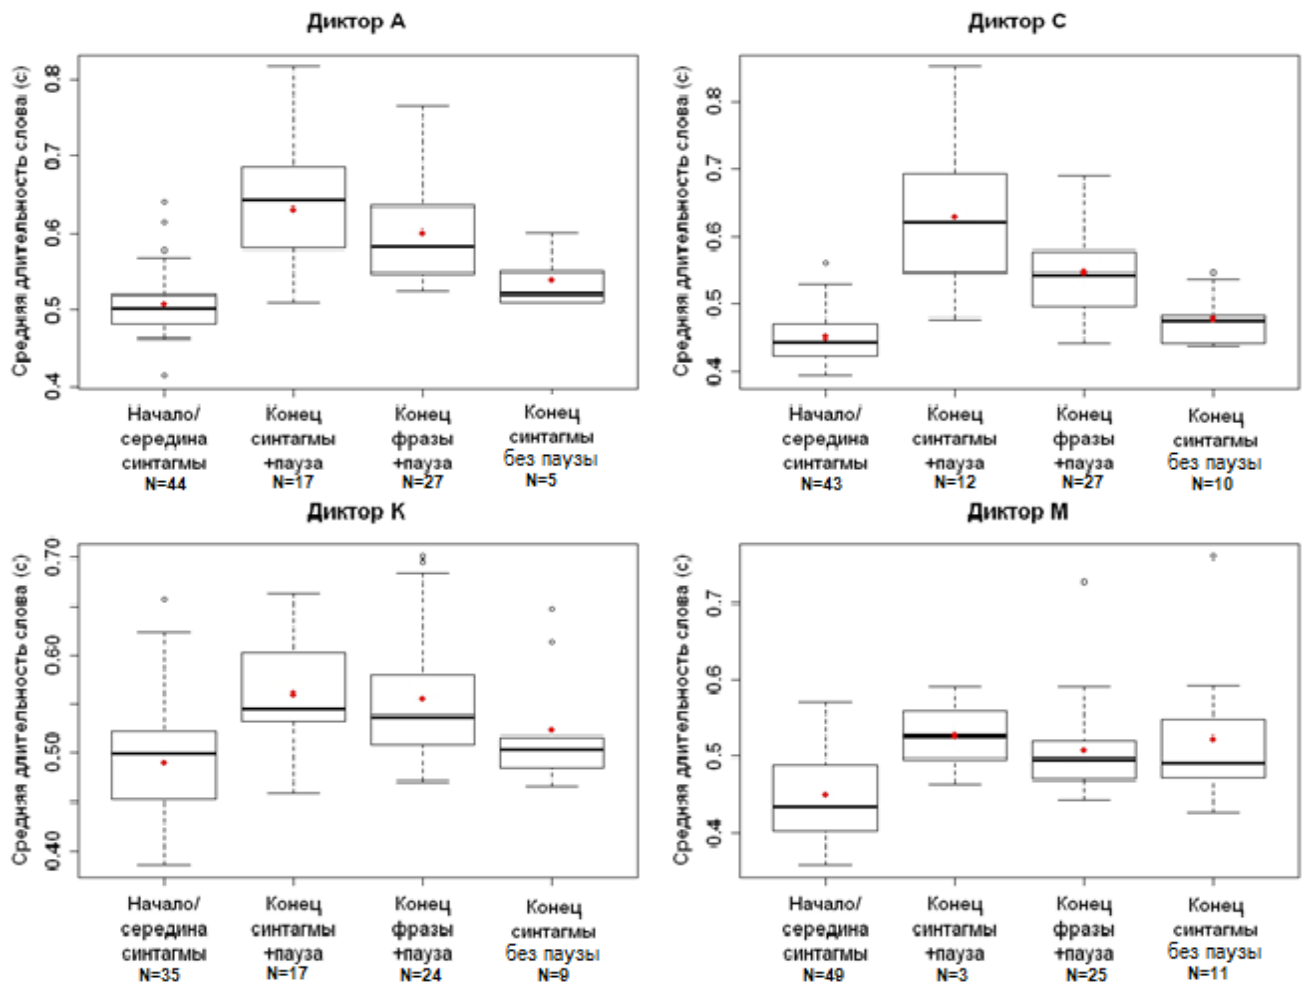 Диктор А
Средняя длительность слова (с)
0.8
0.7
0.6
0.5
0.4
Начало/
середина
синтагмы
N=44
Конец
синтагмы
+пауза
N=17
Конец
фразы
+пауза
N=27
Конец
синтагмы
без паузы
N=5
Диктор С
Средняя длительность слова (с)
0.8
0.7
0.6
0.5
0.4
Начало/
середина
синтагмы
N=43
Конец
синтагмы
+пауза
N=12
Конец
фразы
+пауза
N=27
Конец
синтагмы
без паузы
N=10
Диктор К
Средняя длительность слова (с)
0.70
0.60
0.50
0.40
Начало/
середина
синтагмы
N=35
Конец
синтагмы
+пауза
N=17
Конец
фразы
+пауза
N=24
Конец
синтагмы
без паузы
N=9
Диктор М
Средняя длительность слова (с)
0.7
0.6
0.5
0.4
Начало/
середина
синтагмы
N=49
Конец
синтагмы
+пауза
N=3
Конец
фразы
+пауза
N=25
Конец
синтагмы
без паузы
N=11